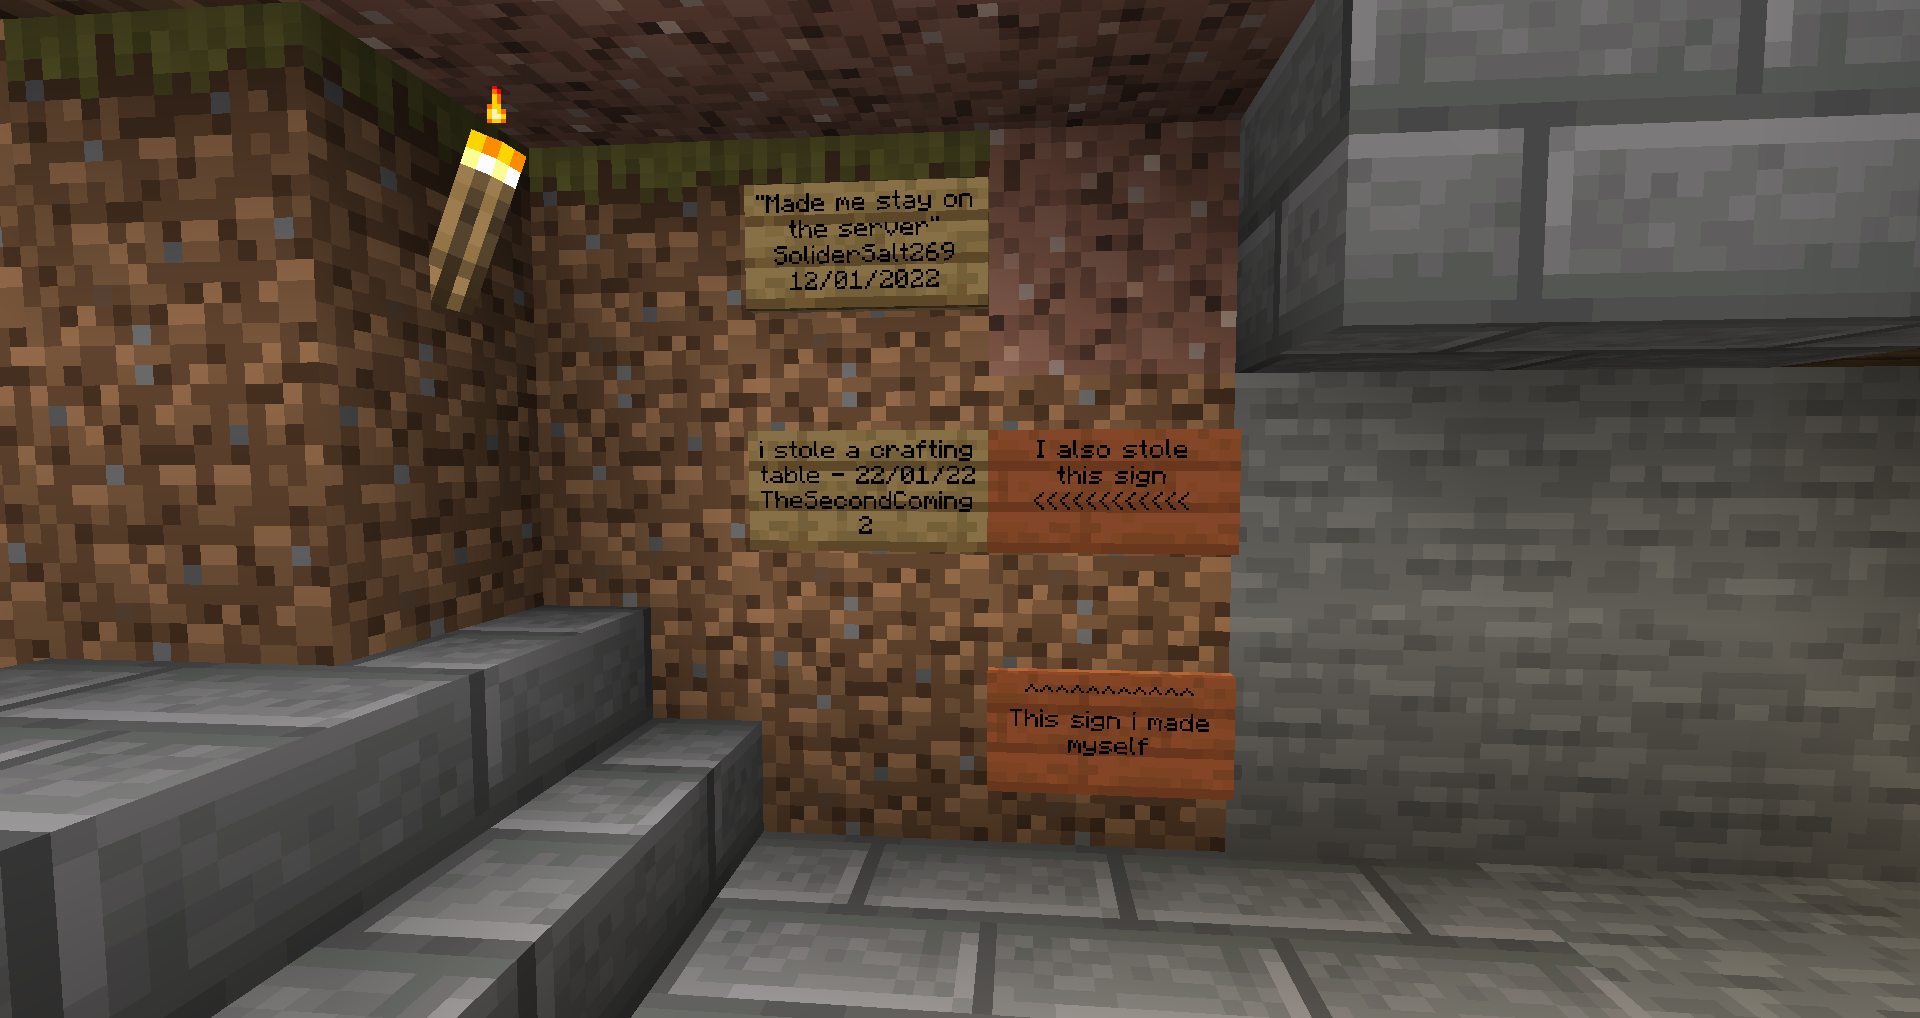 "Made me stay on
the server"
SoliderSalt269
12/01/2022
i stole a crafting
table - 22/01/22
TheSecondComing
2
I also stole
this sign
<<<<<<<<<<<<
^^^^^^^^^^^
This sign i made
myself